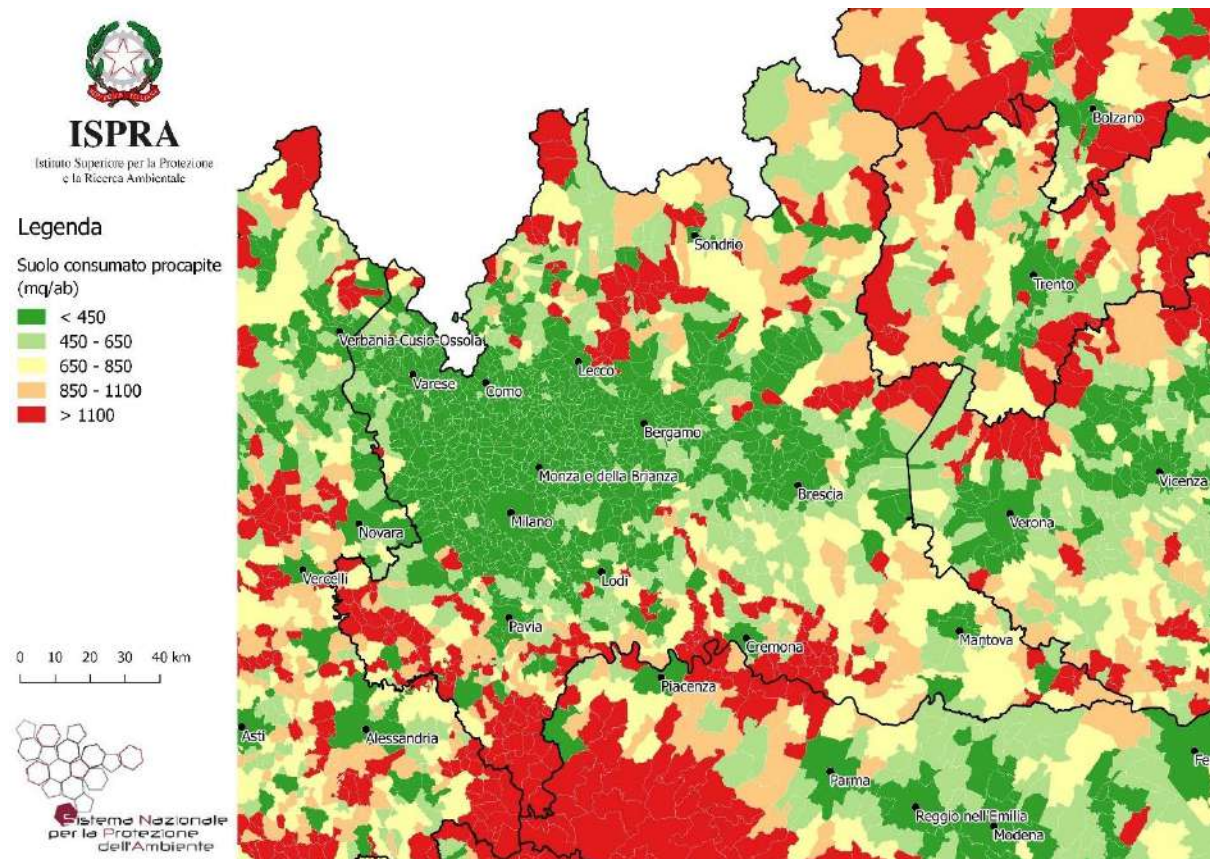 ISPRA
Istituto Superiore per la Protezione
e la Ricerca Ambientale
Legenda
Suolo consumato procapite
(mq/ab)
< 450
450 - 650
650 - 850
850 - 1100
> 1100
0 10 20 30 40 km
Sistema Nazionale
per la Protezione
dell'Ambiente
Bolzano
Sondrio
Trento
Verbania-Cusio-Ossola
Lecco
Varese
Como
Bergamo
Monza e della Brianza
Brescia
Vicenza
Milano
Verona
Novara
Vercelli
Lodi
Pavia
Cremona
Mantova
Piacenza
Asti
Alessandria
Fe
Parma
Reggio nell'Emilia
Modena